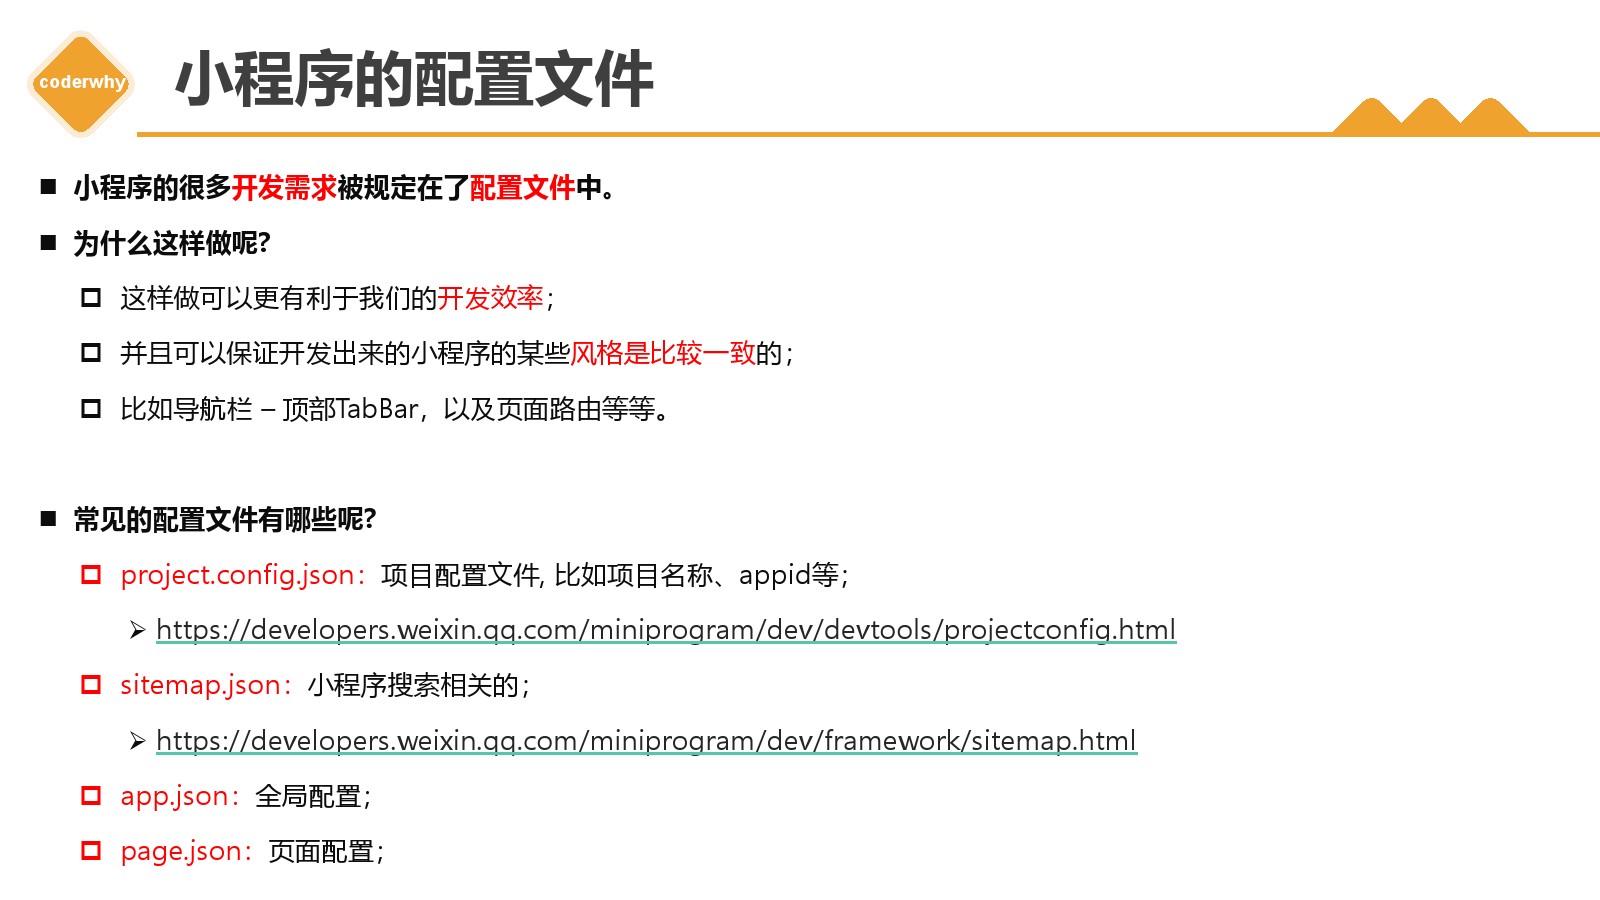 coderwhy
小程序的配置文件
小程序的很多开发需求被规定在了配置文件中。
为什么这样做呢?
这样做可以更有利于我们的开发效率;
并且可以保证开发出来的小程序的某些风格是比较一致的;
比如导航栏 – 顶部TabBar，以及页面路由等等。
常见的配置文件有哪些呢?
project.config.json：项目配置文件, 比如项目名称、appid等;
https://developers.weixin.qq.com/miniprogram/dev/devtools/projectconfig.html
sitemap.json：小程序搜索相关的;
https://developers.weixin.qq.com/miniprogram/dev/framework/sitemap.html
app.json：全局配置;
page.json：页面配置;